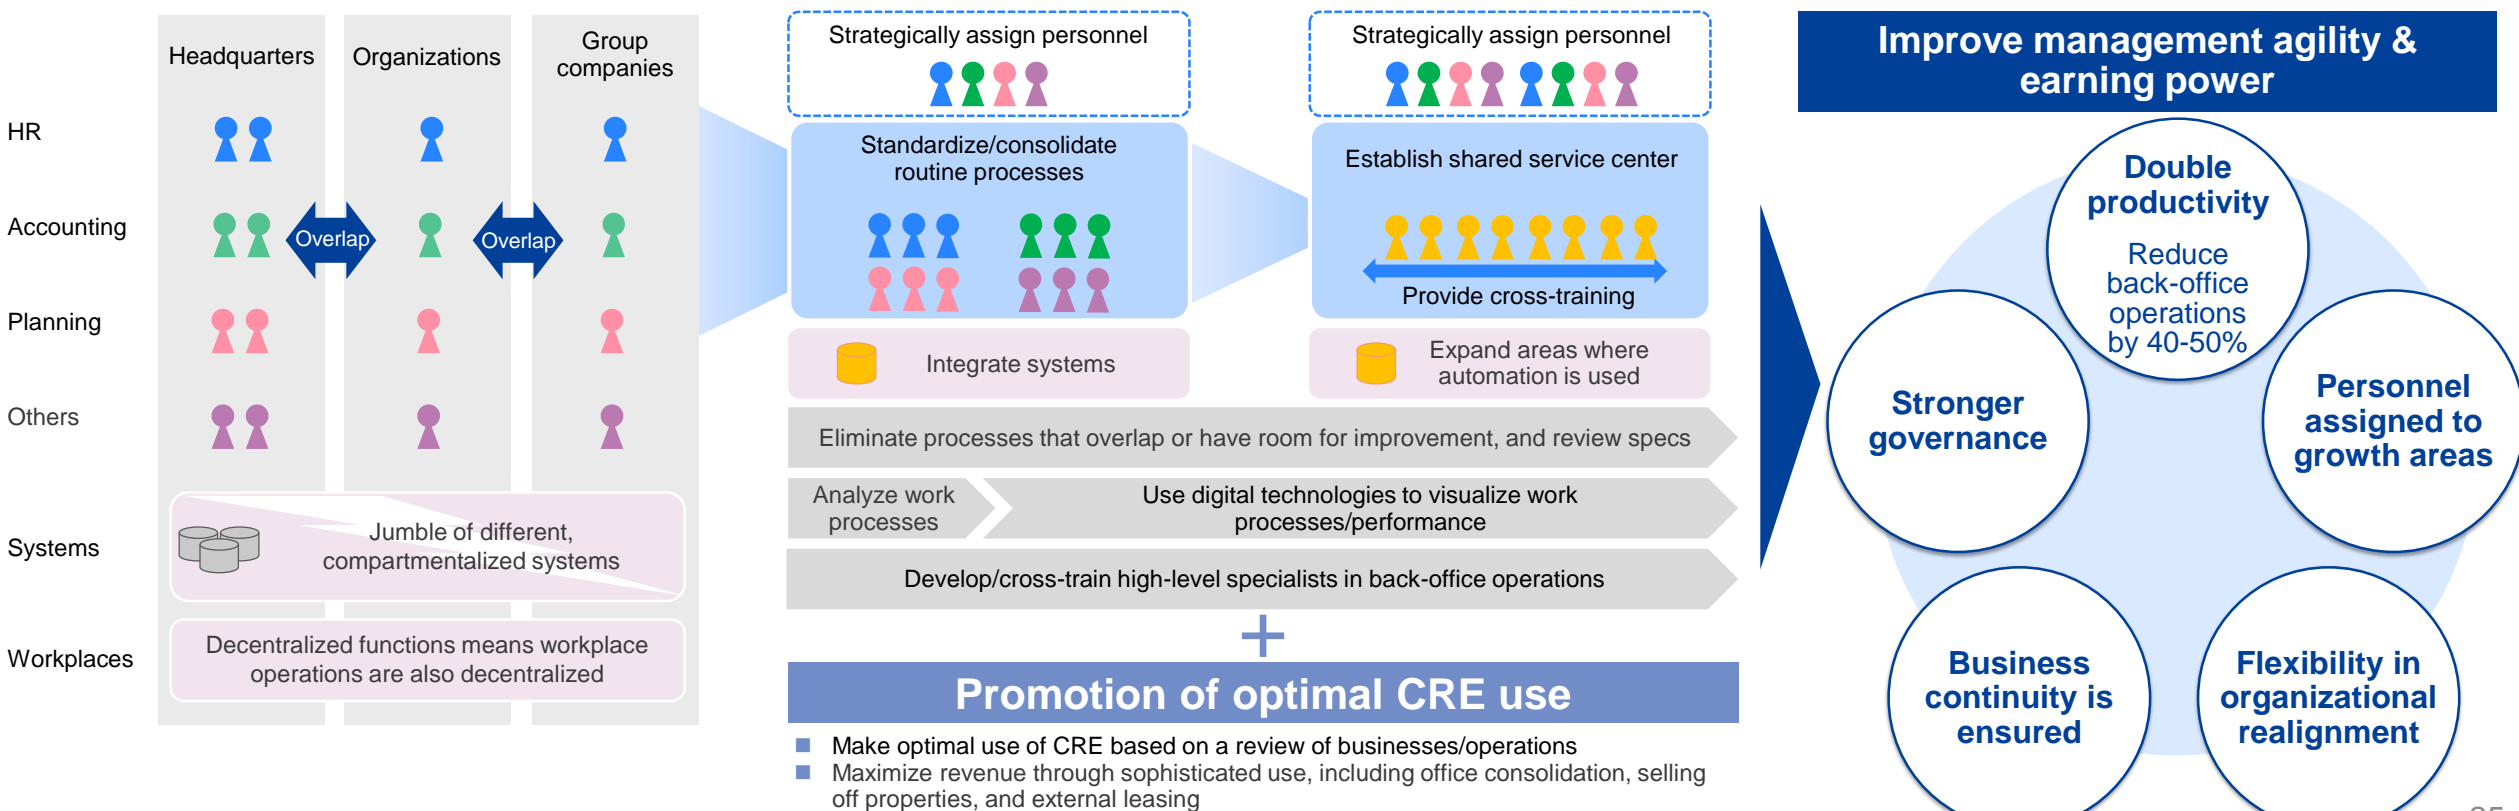 Headquarters
Organizations
Group
companies
HR
Accounting
Overlap
Overlap
Planning
Others
Systems
Jumble of different,
compartmentalized systems
Workplaces
Decentralized functions means workplace
operations are also decentralized
Strategically assign personnel
Standardize/consolidate
routine processes
Integrate systems
Strategically assign personnel
Establish shared service center
Provide cross-training
Expand areas where
automation is used
Eliminate processes that overlap or have room for improvement, and review specs
Analyze work
processes
Use digital technologies to visualize work
processes/performance
Develop/cross-train high-level specialists in back-office operations
+
Promotion of optimal CRE use
Make optimal use of CRE based on a review of businesses/operations
Maximize revenue through sophisticated use, including office consolidation, selling
off properties, and external leasing
Improve management agility &
earning power
Double
productivity
Reduce
back-office
operations
by 40-50%
Stronger
governance
Personnel
assigned to
growth areas
Business
continuity is
ensured
Flexibility in
organizational
realignment